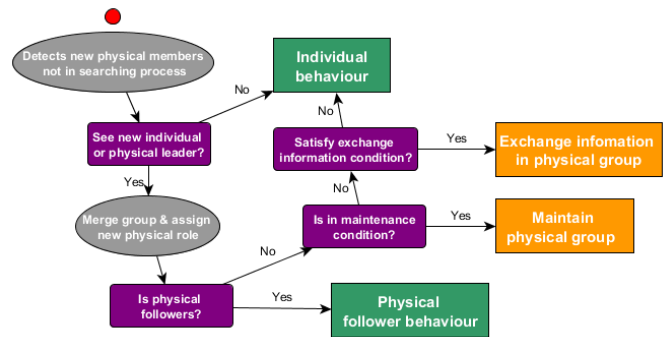 Detects new physical members
not in searching process
Individual
behaviour
No
See new individual
or physical leader?
No
Satisfy exchange
information condition?
Yes
Exchange infomation
in physical group
Yes
No
Merge group & assign
new physical role
Is in maintenance
condition?
Yes
Maintain
physical group
No
Is physical
followers?
Yes
Physical
follower behaviour